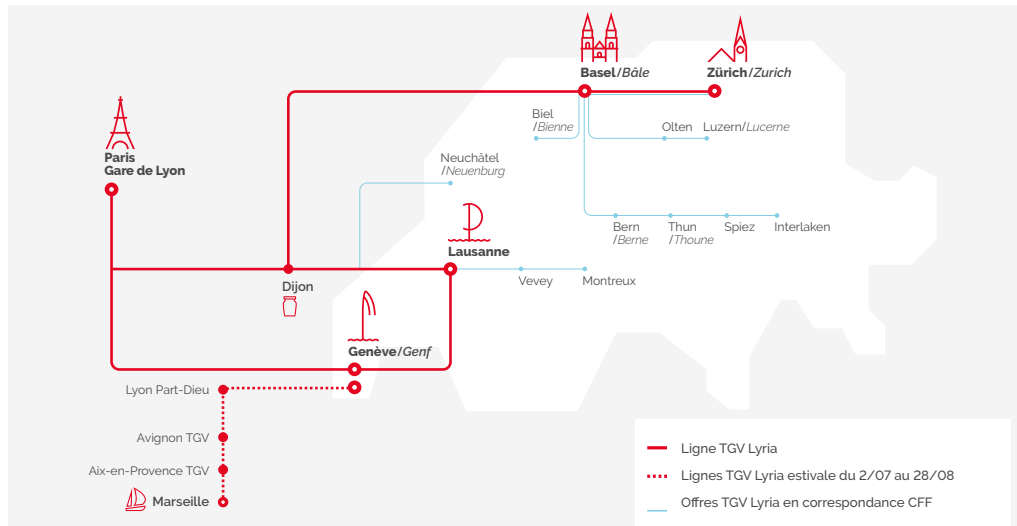 Basel/Bâle
Zürich/Zurich
Biel
/Bienne
Olten
Luzern/Lucerne
Paris
Gare de Lyon
Neuchâtel
/Neuenburg
Bern
/Berne
Thun
/Thoune
Spiez
Interlaken
Lausanne
Dijon
Vevey
Montreux
Genève/Genf
Lyon Part-Dieu
Avignon TGV
Aix-en-Provence TGV
Marseille
Ligne TGV Lyria
Lignes TGV Lyria estivale du 2/07 au 28/08
Offres TGV Lyria en correspondance CFF